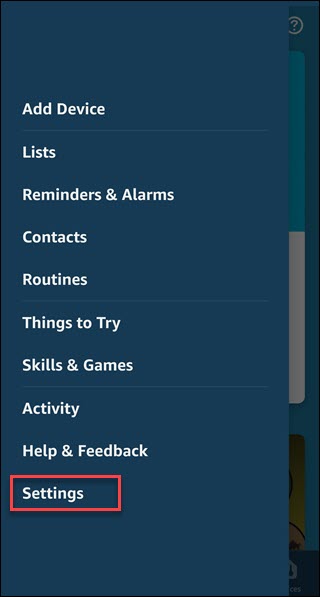 ?
Add Device
Lists
Reminders & Alarms
Contacts
Routines
Things to Try
Skills & Games
Activity
Help & Feedback
Settings